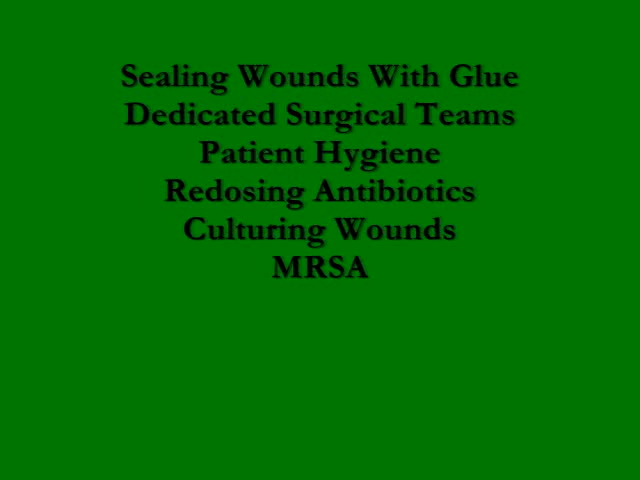 Sealing Wounds With Glue
Dedicated Surgical Teams
Patient Hygiene
Redosing Antibiotics
Culturing Wounds
MRSA